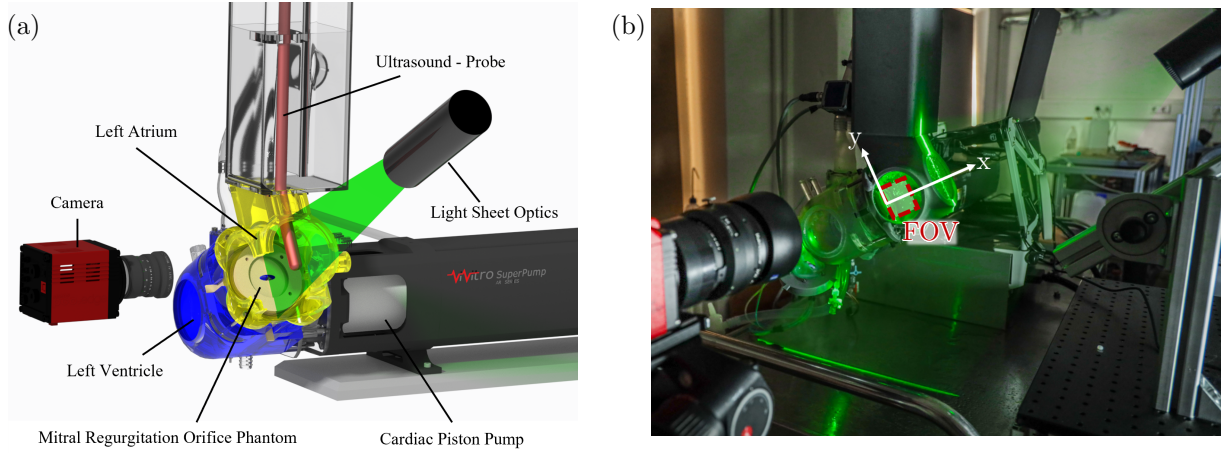 (a)
Ultrasound - Probe
Left Atrium
Camera
Light Sheet Optics
ViVITRO SuperPump
Left Ventricle
Mitral Regurgitation Orifice Phantom
Cardiac Piston Pump
(b)
y
x
FOV